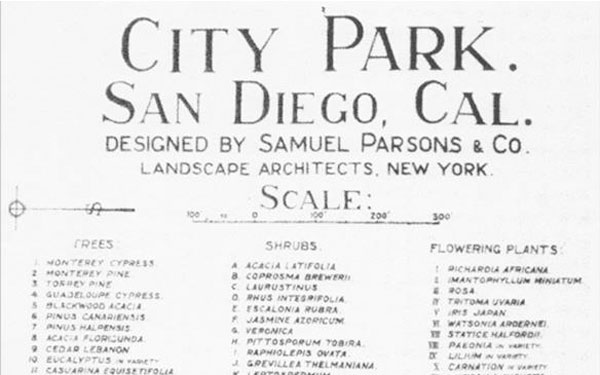 CITY PARK.
SAN DIEGO, CAL.
DESIGNED BY SAMUEL PARSONS & CO.
LANDSCAPE ARCHITECTS, NEW YORK.
SCALE:
100 0 100' 200' 300'
TREES:
1. MONTEREY CYPRESS.
2 MONTEREY PINE
3. TORREY PINE
4. GUADELOUPE CYPRESS.
5. BLACKWOOD ACACIA
6 PINUS CANARIENSIS
7 PINUS HALPENSIS
8 ACACIA FLORIBUNDA.
9 CEDAR LEBANON
10. EUCALYPTUS IN VARIETY
11. CASUARINA EQUISETIFOLIA
SHRUBS:
A. ACACIA LATIFOLIA
B. COPROSMA BREWERII.
C. LAURUSTINUS
D. RHUS INTEGRIFOLIA.
E. ESCALONIA RUBRA
F. JASMINE AZORICUM.
G. VERONICA
H. PITTOSPORUM TOBIRA.
I. RAPHIOLEPIS OVATA.
J. GREVILLEA THELMANIANA.
K. LEPTOSPERMUM
FLOWERING PLANTS:
I RICHARDIA AFRICANA
II IMANTOPHYLLUM MINIATUM.
III ROSA
IV TRITOMA UVARIA
V IRIS JAPAN
VI WATSONIA ARDERNEI.
VII STATICE HALFORDII.
VIII PAEONIA IN VARIETY.
IX LILIUM IN VARIETY.
X CARNATION IN VARIETY